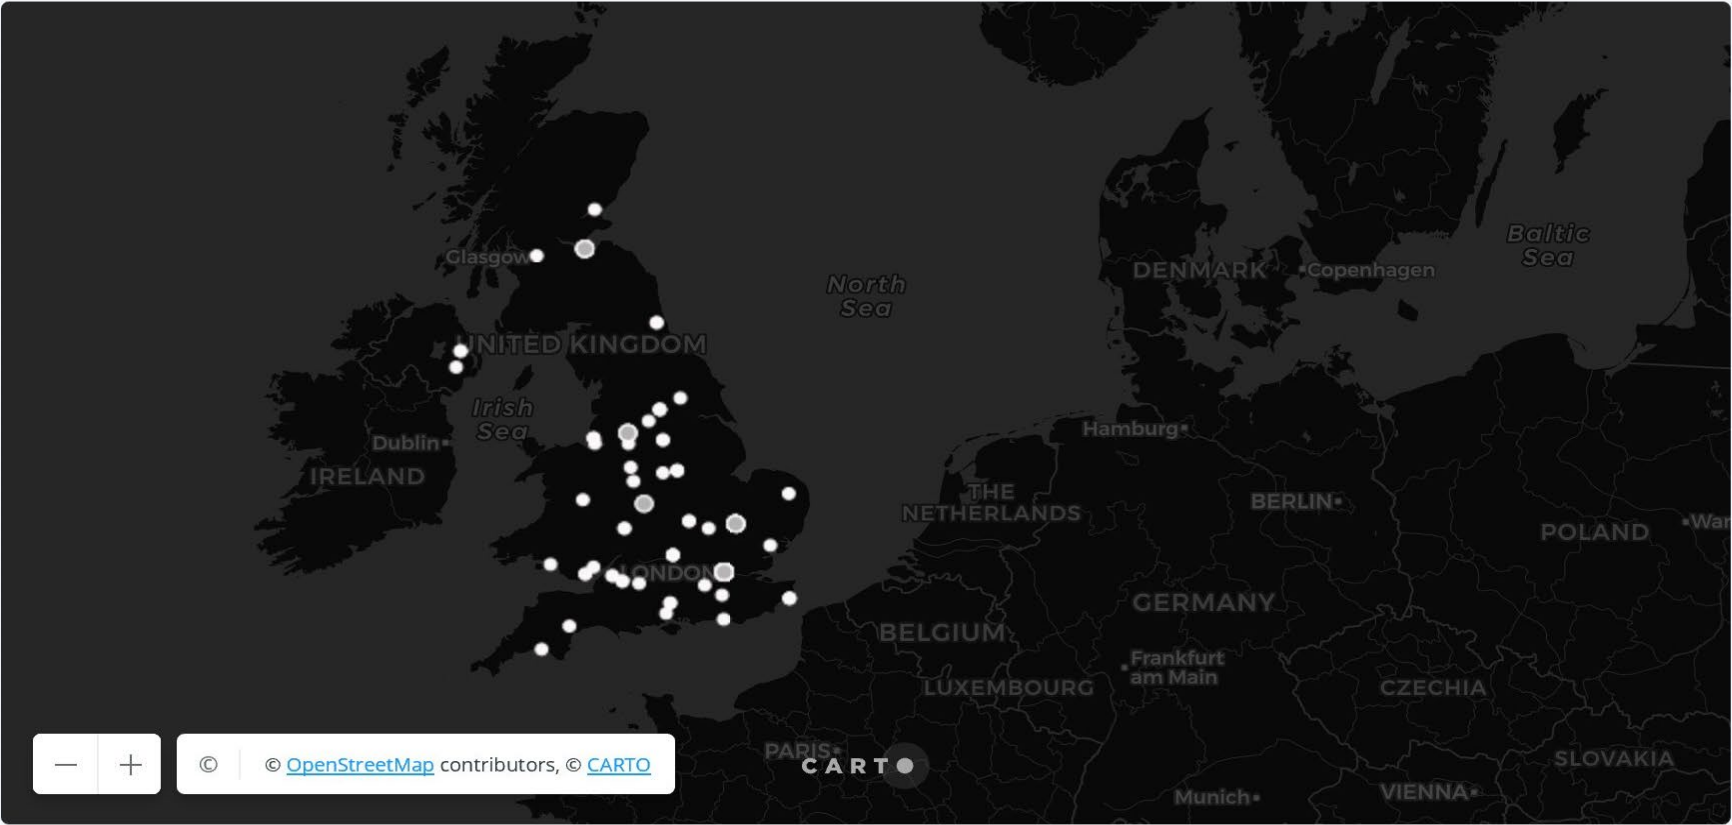 Baltic
Sea
Glasgow
DENMARK
Copenhagen
North
Sea
UNITED KINGDOM
Irish
Sea
Dublin
Hamburg
IRELAND
THE
NETHERLANDS
BERLIN
POLAND
War
LONDON
GERMANY
BELGIUM
Frankfurt
am Main
LUXEMBOURG
CZECHIA
PARIS
SLOVAKIA
CARTO
VIENNA
Munich
− + © © OpenStreetMap contributors, © CARTO